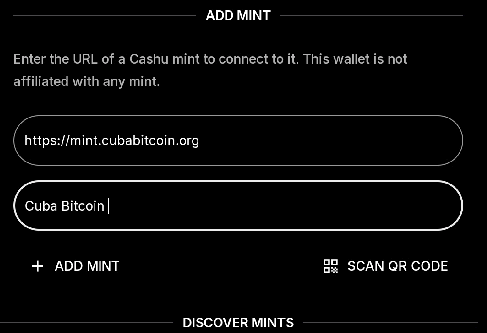 ADD MINT
Enter the URL of a Cashu mint to connect to it. This wallet is not
affiliated with any mint.
https://mint.cubabitcoin.org
Cuba Bitcoin
ADD MINT
SCAN QR CODE
DISCOVER MINTS